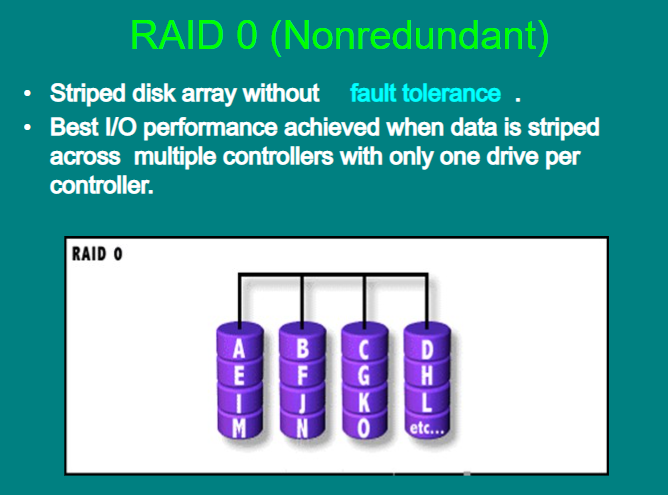 RAID 0 (Nonredundant)
• Striped disk array without fault tolerance .
• Best I/O performance achieved when data is striped
across multiple controllers with only one drive per
controller.
RAID 0
A B C D
E F G H
I J K L
M N O etc...